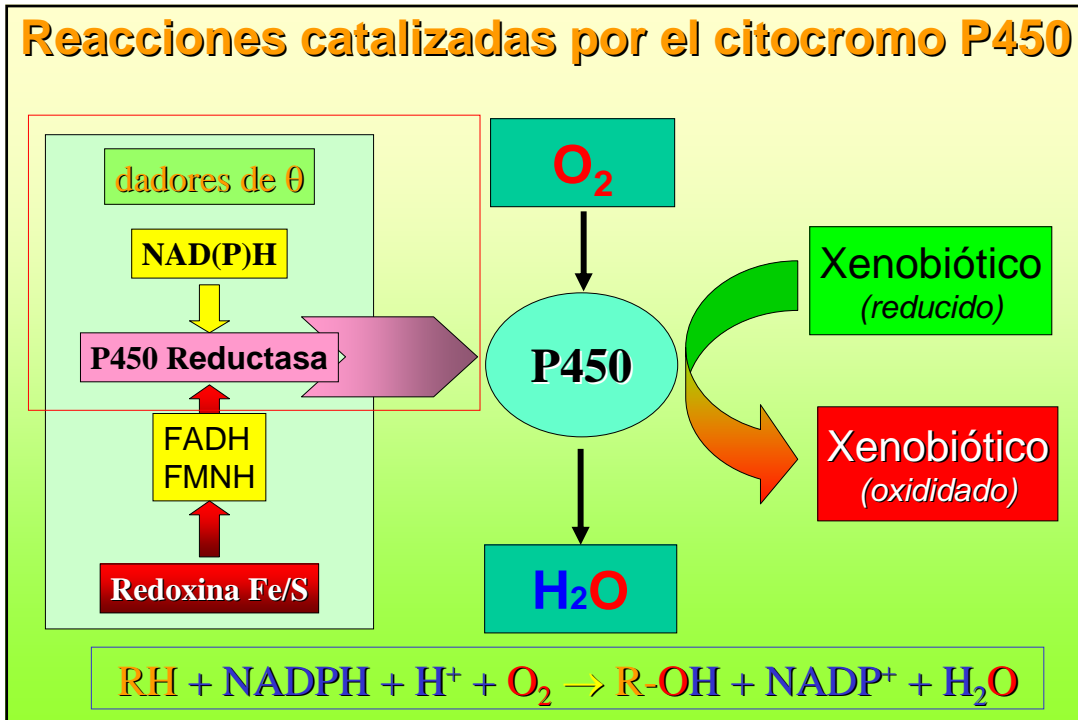 Reacciones catalizadas por el citocromo P450
dadores de θ
NAD(P)H
P450 Reductasa
FADH
FMNH
Redoxina Fe/S
O₂
P450
H₂O
Xenobiótico
(reducido)
Xenobiótico
(oxididado)
RH + NADPH + H⁺ + O₂ → R-OH + NADP⁺ + H₂O